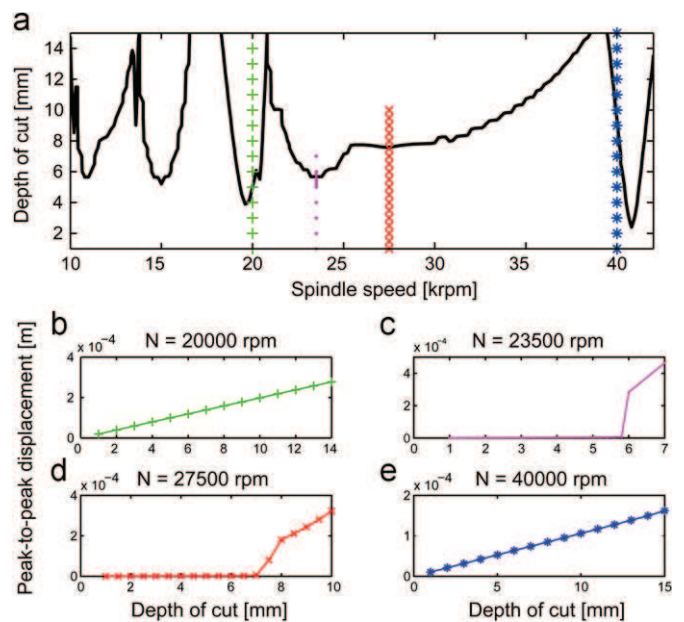 a
14
12
10
8
6
4
2
Depth of cut [mm]
10 15 20 25 30 35 40
Spindle speed [krpm]
Peak-to-peak displacement [m]
b
x 10⁻⁴
N = 20000 rpm
4
2
0
0 2 4 6 8 10 12 14
c
x 10⁻⁴
N = 23500 rpm
4
2
0
0 1 2 3 4 5 6 7
d
x 10⁻⁴
N = 27500 rpm
4
2
0
0 2 4 6 8 10
Depth of cut [mm]
e
x 10⁻⁴
N = 40000 rpm
2
1
0
0 5 10 15
Depth of cut [mm]